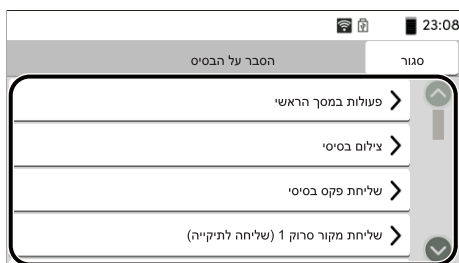 23:08
סגור
הסבר על הבסיס
פעולות במסך הראשי
צילום בסיסי
שליחת פקס בסיסי
שליחת מקור סרוק 1 (שליחה לתיקייה)